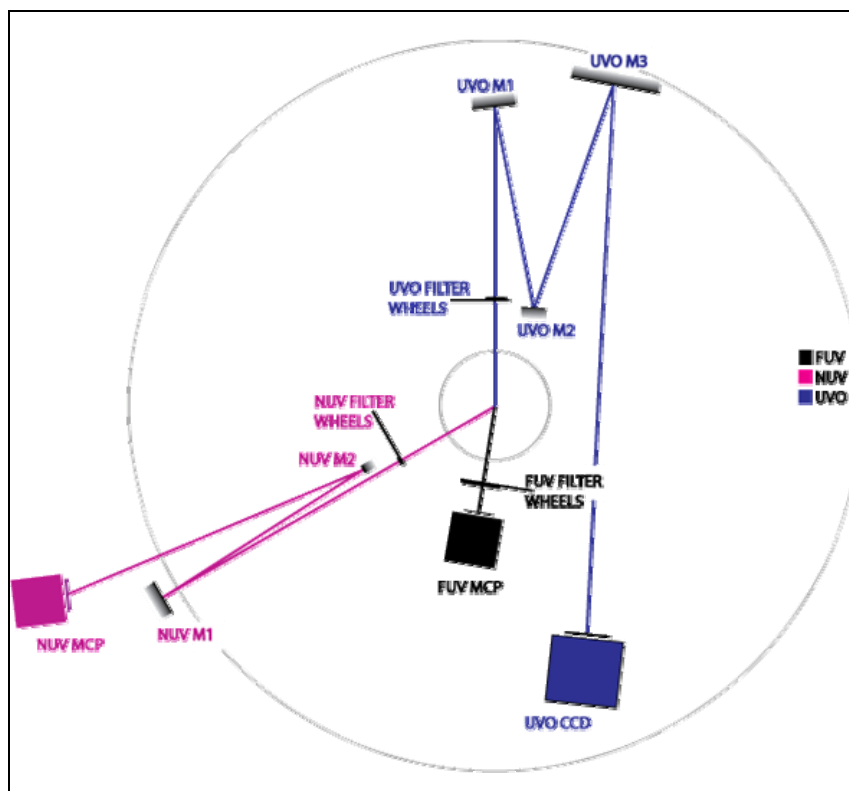 UVO M3
UVO M1
UVO FILTER
WHEELS
UVO M2
FUV
NUV
UVO
NUV FILTER
WHEELS
NUV M2
FUV FILTER
WHEELS
FUV MCP
NUV M1
NUV MCP
UVO CCD